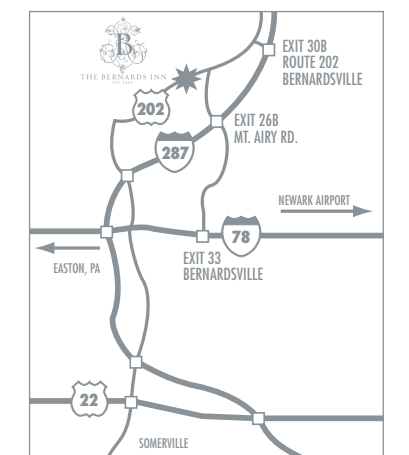 B
THE BERNARDS INN
EST. 1907
EXIT 30B
ROUTE 202
BERNARDSVILLE
202
EXIT 26B
MT. AIRY RD.
287
NEWARK AIRPORT
78
EASTON, PA
EXIT 33
BERNARDSVILLE
22
SOMERVILLE